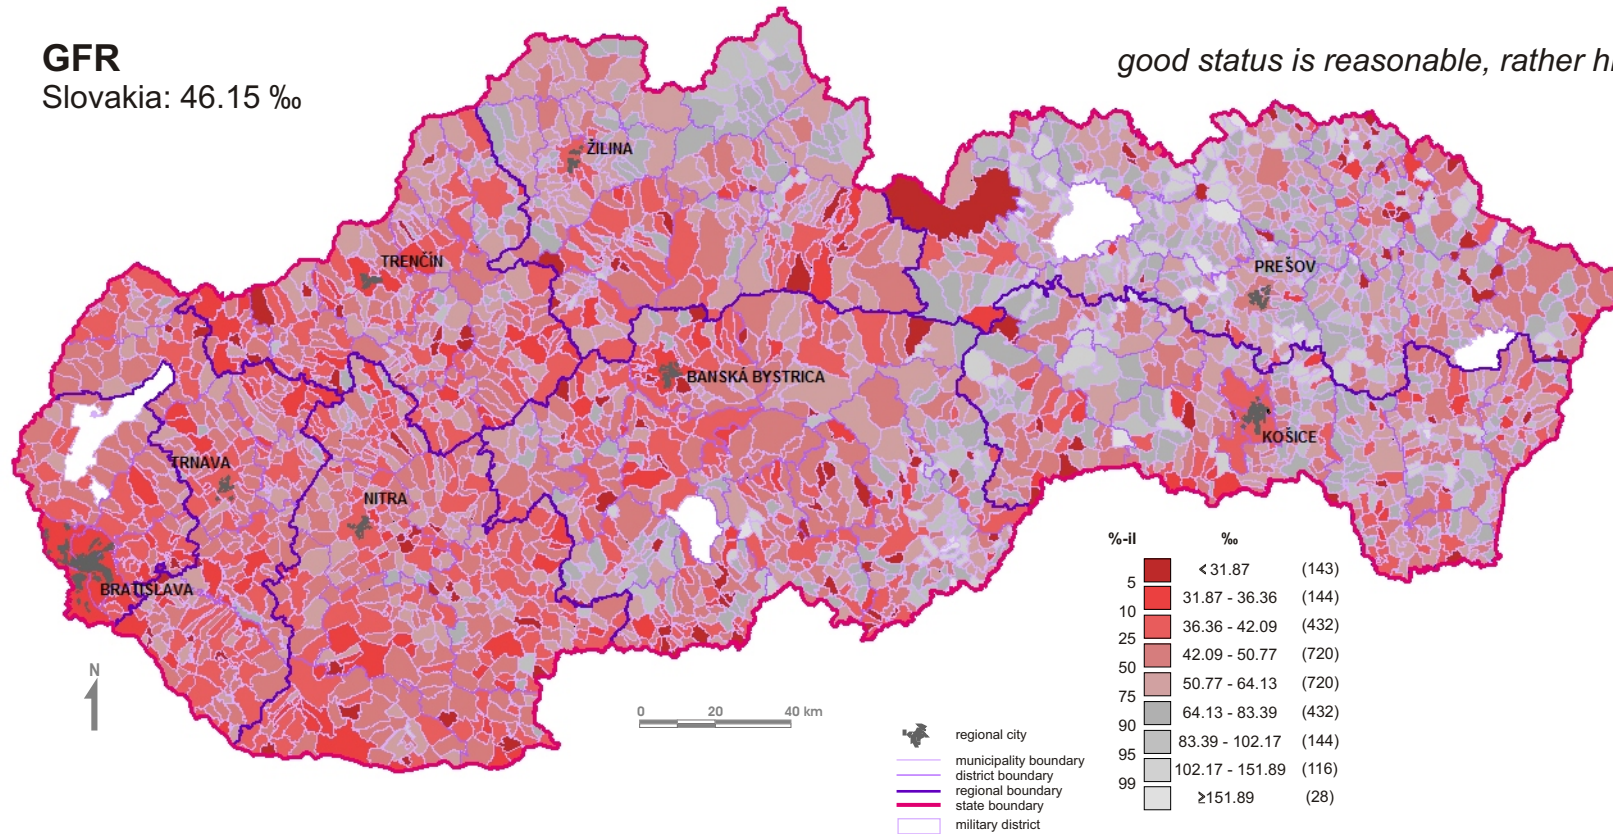 GFR
Slovakia: 46.15 ‰
good status is reasonable, rather h
ŽILINA
TRENČÍN
PREŠOV
BANSKÁ BYSTRICA
KOŠICE
TRNAVA
NITRA
BRATISLAVA
N
0 20 40 km
regional city
municipality boundary
district boundary
regional boundary
state boundary
military district
%-il ‰
< 31.87 (143)
5
31.87 - 36.36 (144)
10
36.36 - 42.09 (432)
25
42.09 - 50.77 (720)
50
50.77 - 64.13 (720)
75
64.13 - 83.39 (432)
90
83.39 - 102.17 (144)
95
102.17 - 151.89 (116)
99
≥151.89 (28)